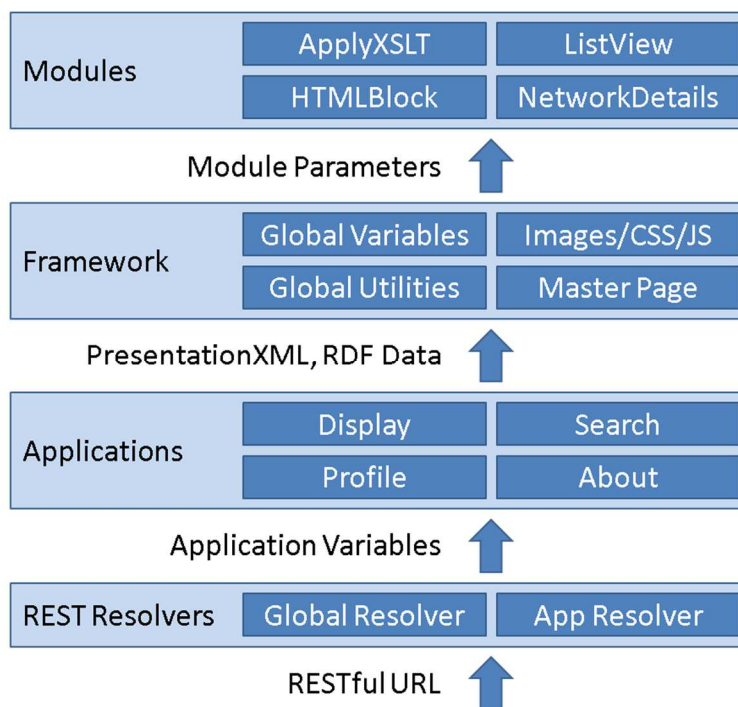 Modules
ApplyXSLT
ListView
HTMLBlock
NetworkDetails
Module Parameters
Framework
Global Variables
Images/CSS/JS
Global Utilities
Master Page
PresentationXML, RDF Data
Applications
Display
Search
Profile
About
Application Variables
REST Resolvers
Global Resolver
App Resolver
RESTful URL